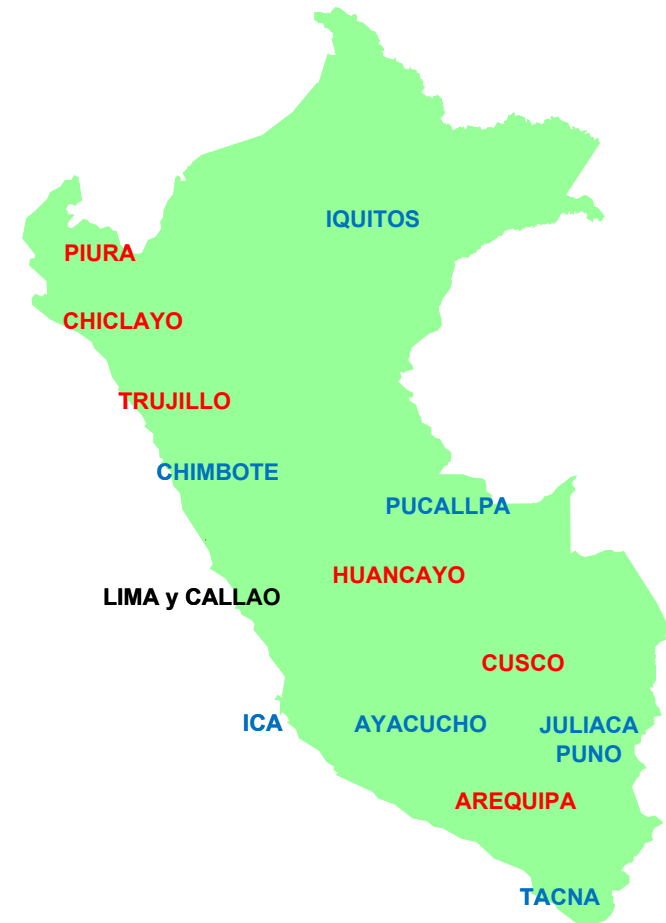 IQUITOS
PIURA
CHICLAYO
TRUJILLO
CHIMBOTE
PUCALLPA
HUANCAYO
LIMA y CALLAO
CUSCO
ICA
AYACUCHO
JULIACA
PUNO
AREQUIPA
TACNA